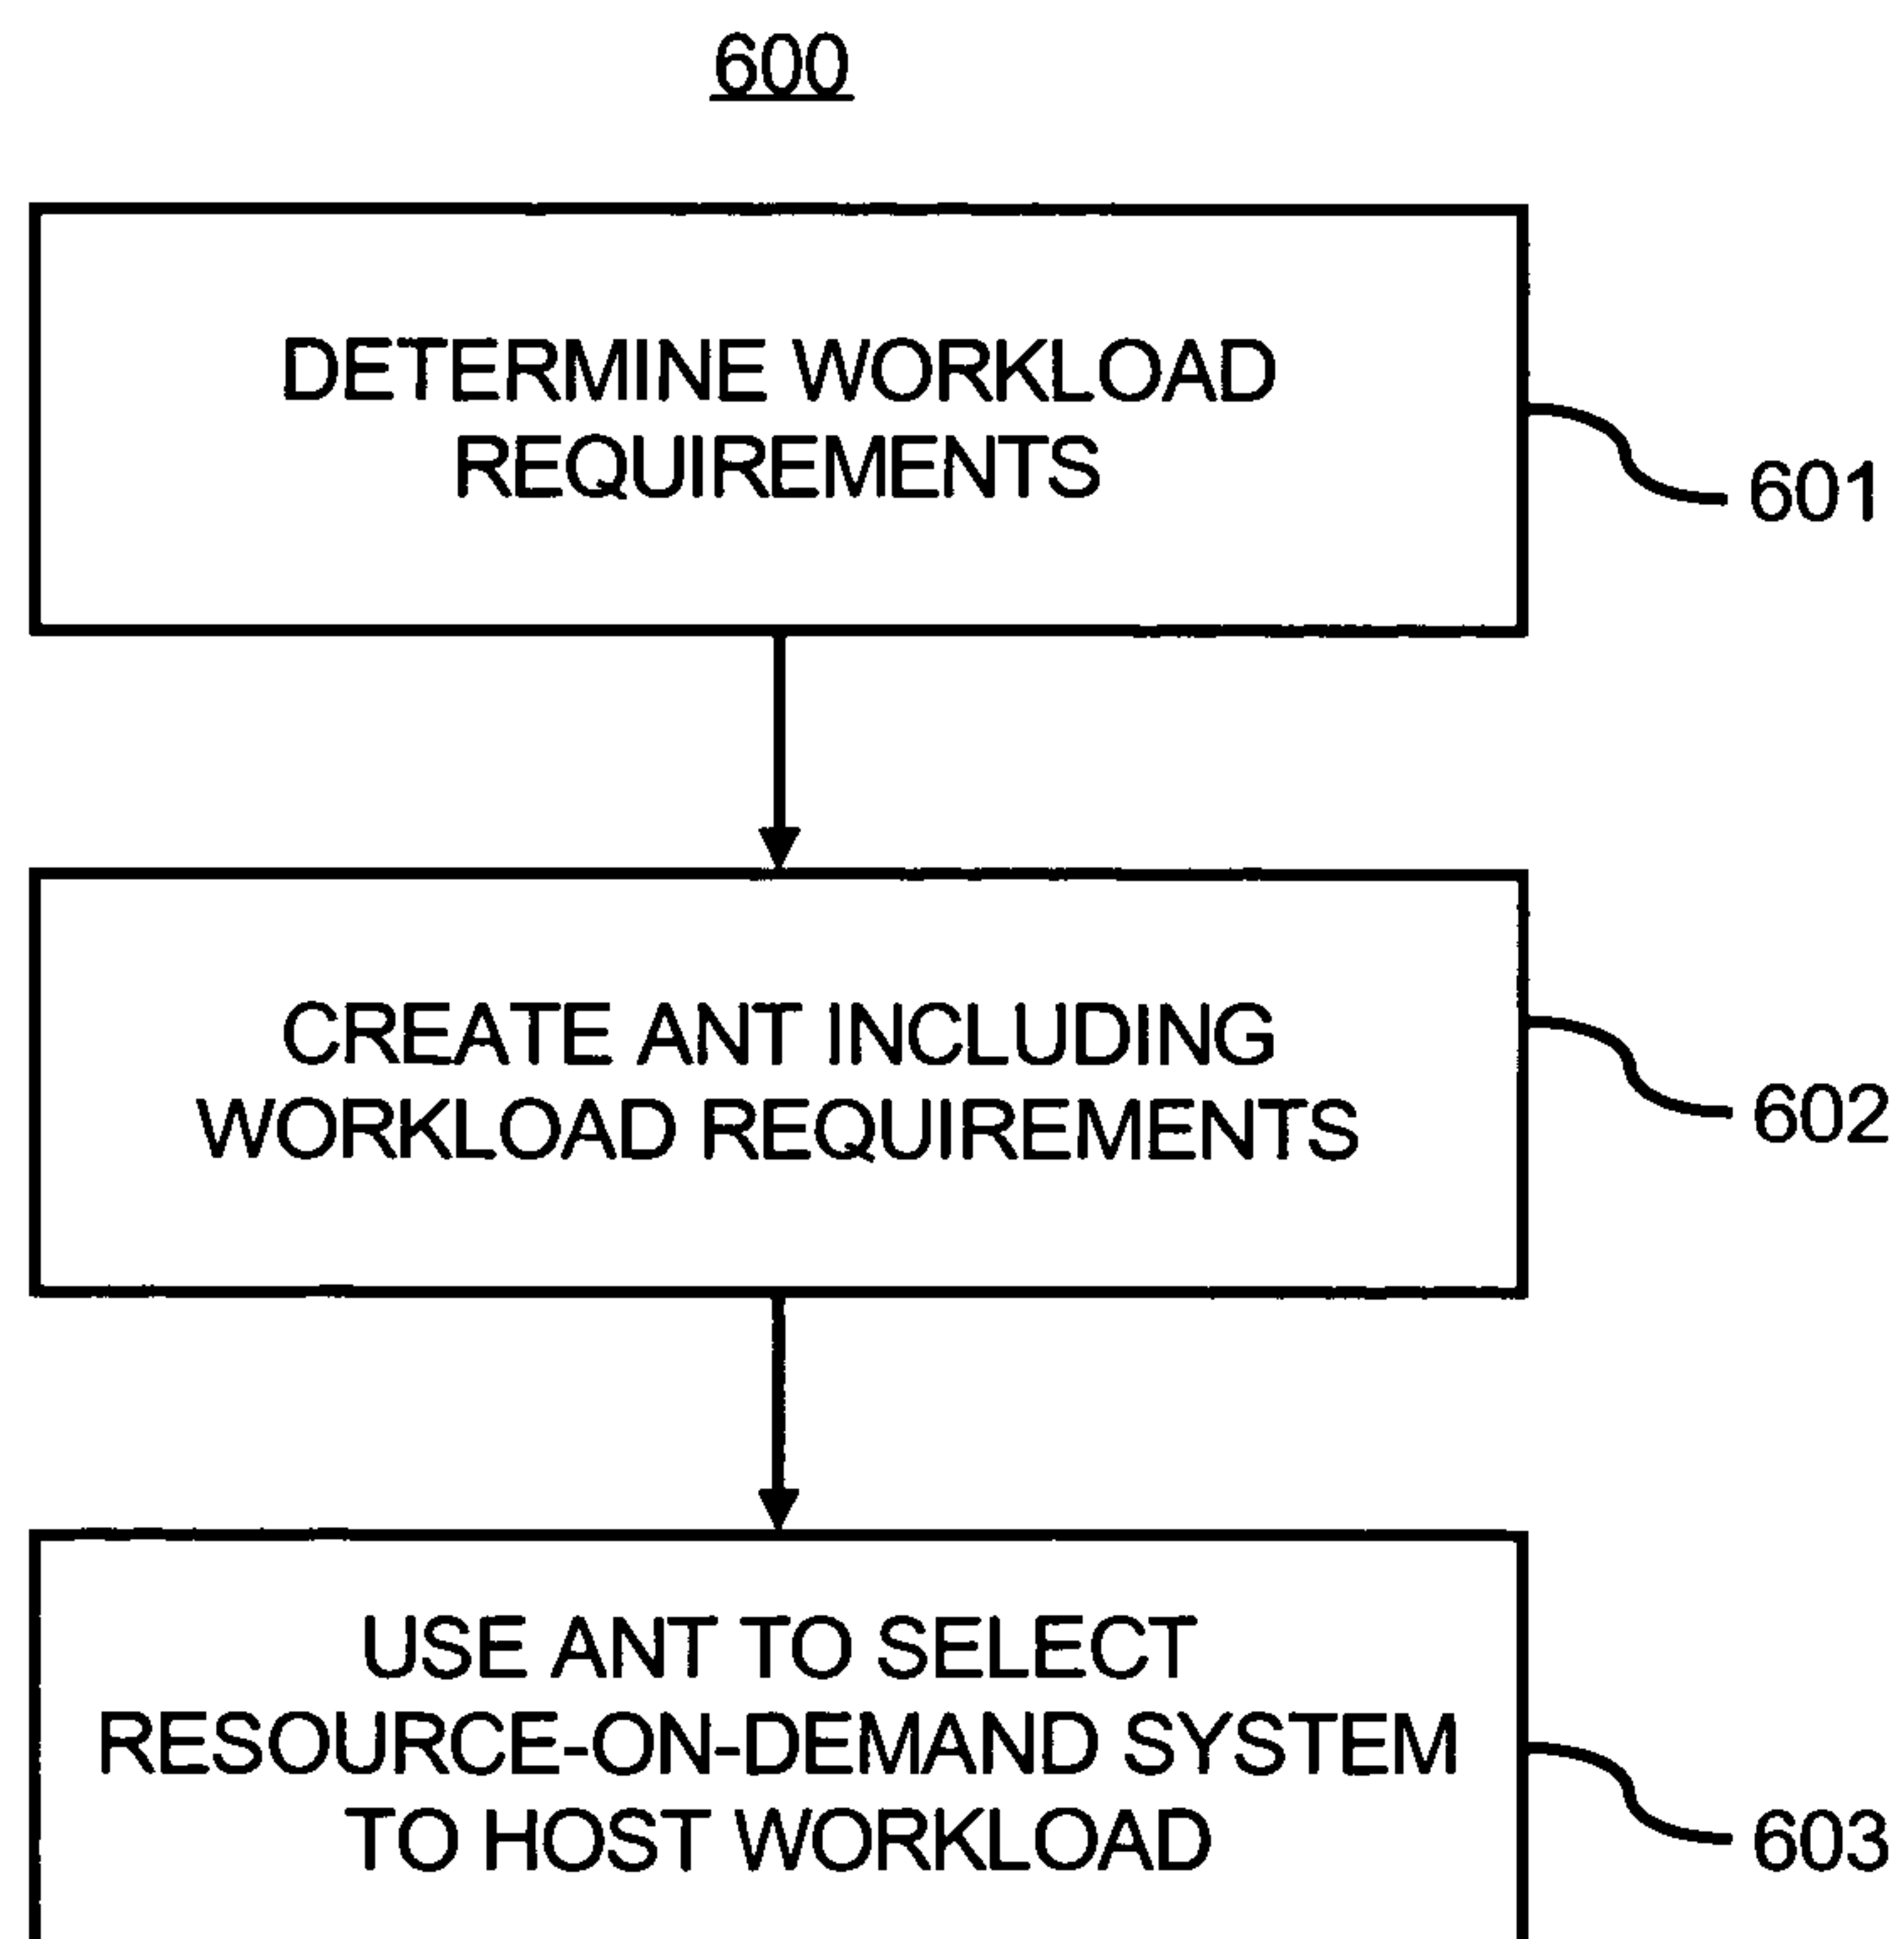 600
DETERMINE WORKLOAD
REQUIREMENTS
601
CREATE ANT INCLUDING
WORKLOAD REQUIREMENTS
602
USE ANT TO SELECT
RESOURCE-ON-DEMAND SYSTEM
TO HOST WORKLOAD
603